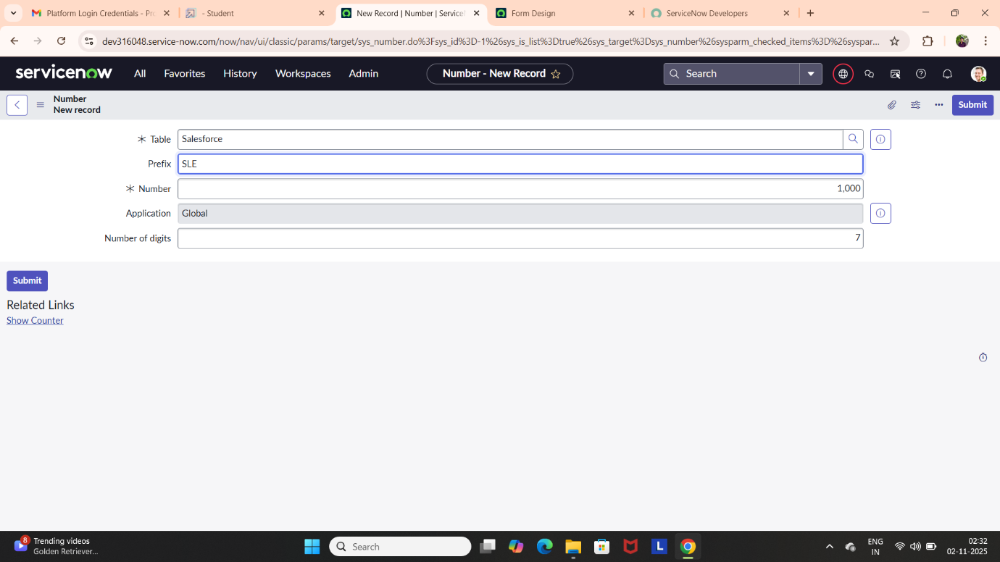 Platform Login Credentials - Pro
- Student
New Record | Number | Service
Form Design
ServiceNow Developers
dev316048.service-now.com/now/nav/ui/classic/params/target/sys_number.do%3Fsys_id%3D-1%26sys_is_list%3Dtrue%26sys_target%3Dsys_number%26sysparm_checked_items%3D%26syspar...
servicenow
All
Favorites
History
Workspaces
Admin
Number - New Record
Search
Number
New record
Submit
Table
Salesforce
Prefix
SLE
Number
1,000
Application
Global
Number of digits
7
Submit
Related Links
Show Counter
8
Trending videos
Golden Retriever...
Search
L
ENG
IN
02:32
02-11-2025